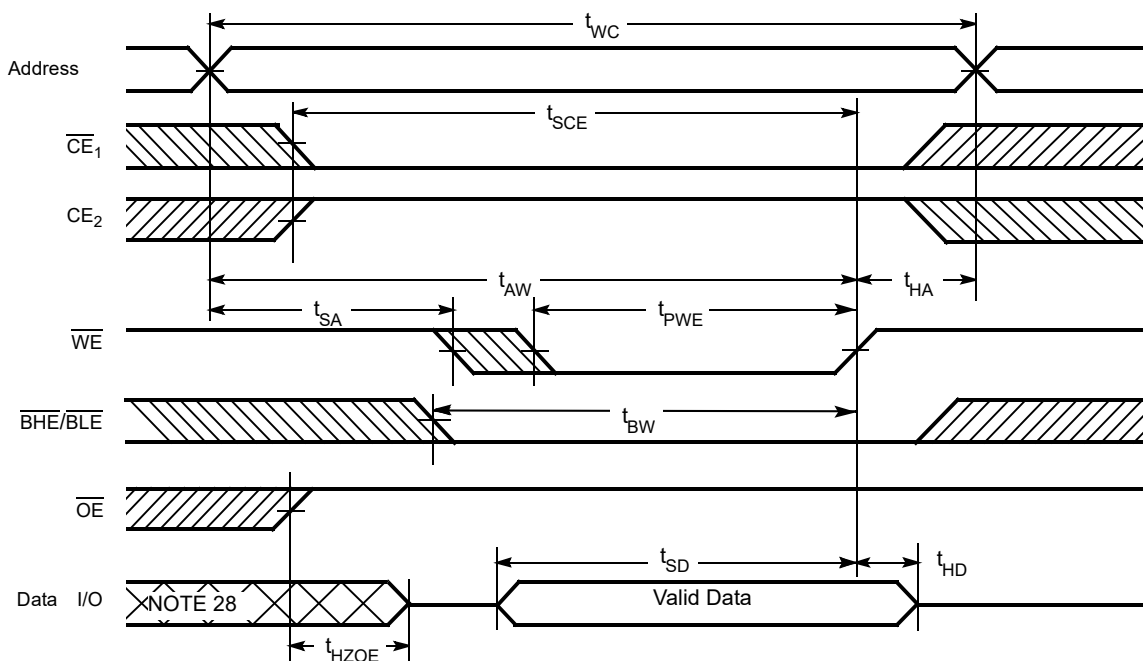 tWC
Address
tSCE
CE1
CE2
tAW
tHA
tSA
tPWE
WE
BHE/BLE
tBW
OE
tSD
tHD
Data I/O
NOTE 28
Valid Data
tHZOE